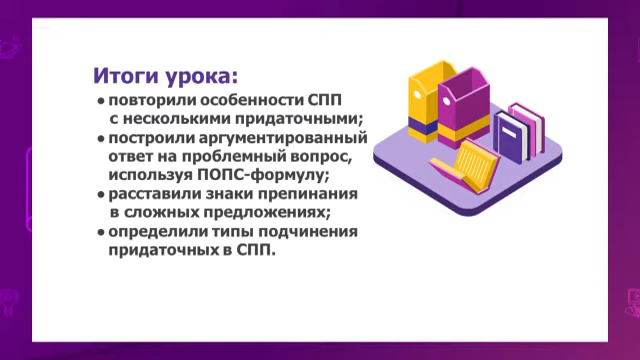 Итоги урока:
● повторили особенности СПП
с несколькими придаточными;
● построили аргументированный
ответ на проблемный вопрос,
используя ПОПС-формулу;
● расставили знаки препинания
в сложных предложениях;
● определили типы подчинения
придаточных в СПП.